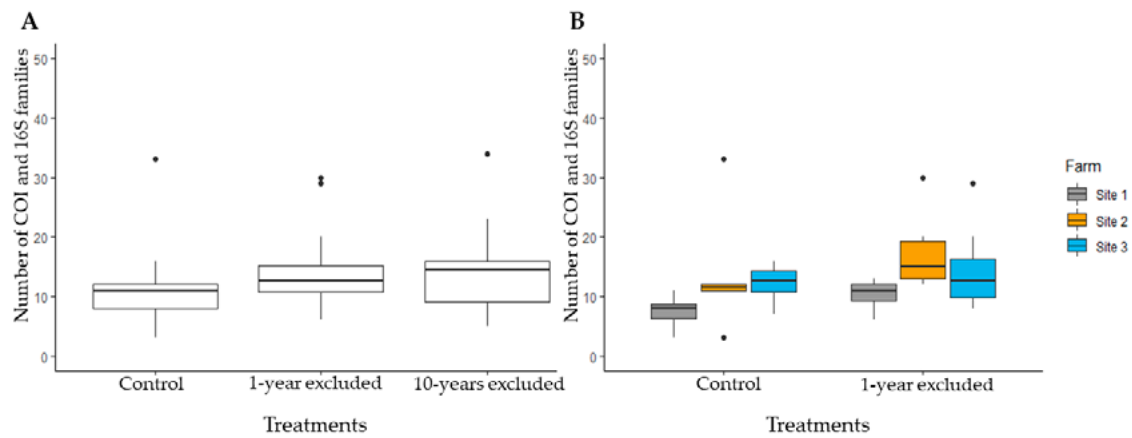 A
Number of COI and 16S families
50
40
30
20
10
0
Control 1-year excluded 10-years excluded
Treatments
B
Number of COI and 16S families
50
40
30
20
10
0
Control 1-year excluded
Treatments
Farm
Site 1
Site 2
Site 3